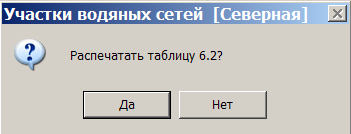 Участки водяных сетей [Северная]
Распечатать таблицу 6.2?
Да
Нет